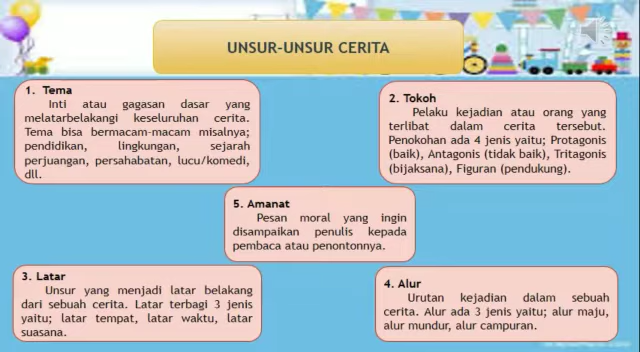 UNSUR-UNSUR CERITA
1. Tema
Inti atau gagasan dasar yang
melatarbelakangi keseluruhan cerita.
Tema bisa bermacam-macam misalnya;
pendidikan, lingkungan, sejarah
perjuangan, persahabatan, lucu/komedi,
dll.
2. Tokoh
Pelaku kejadian atau orang yang
terlibat dalam cerita tersebut.
Penokohan ada 4 jenis yaitu; Protagonis
(baik), Antagonis (tidak baik), Tritagonis
(bijaksana), Figuran (pendukung).
5. Amanat
Pesan moral yang ingin
disampaikan penulis kepada
pembaca atau penontonnya.
3. Latar
Unsur yang menjadi latar belakang
dari sebuah cerita. Latar terbagi 3 jenis
yaitu; latar tempat, latar waktu, latar
suasana.
4. Alur
Urutan kejadian dalam sebuah
cerita. Alur ada 3 jenis yaitu; alur maju,
alur mundur, alur campuran.